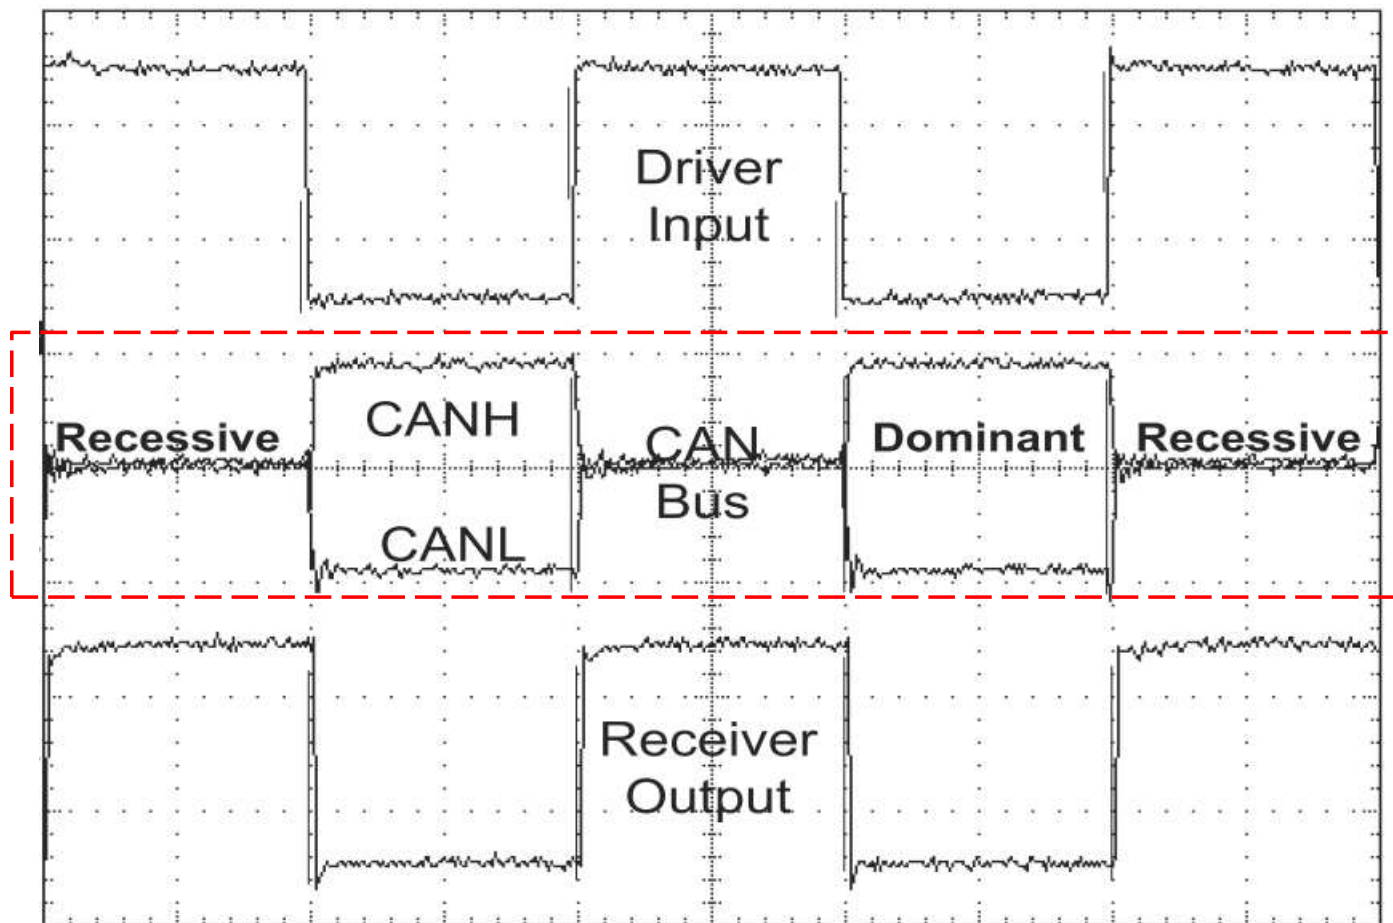 Driver
Input
Recessive
CANH
CAN
Dominant
Recessive
Bus
CANL
Receiver
Output